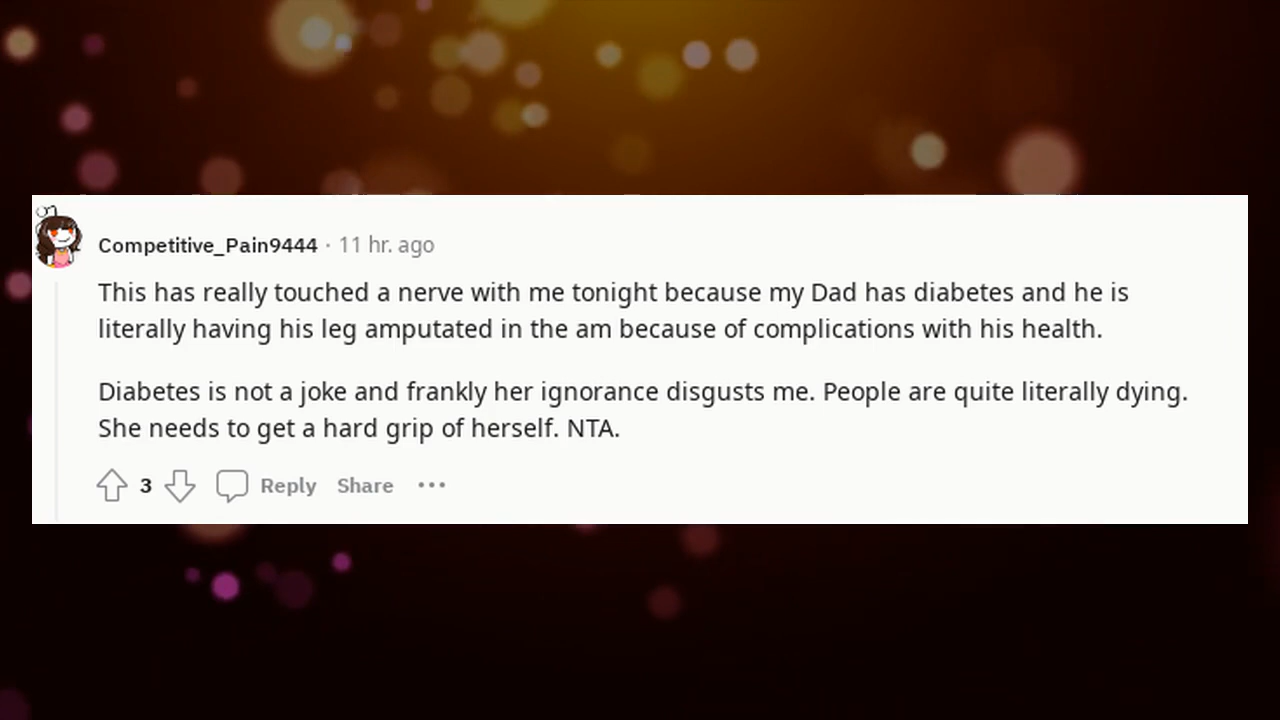 Competitive_Pain9444 · 11 hr. ago
This has really touched a nerve with me tonight because my Dad has diabetes and he is
literally having his leg amputated in the am because of complications with his health.
Diabetes is not a joke and frankly her ignorance disgusts me. People are quite literally dying.
She needs to get a hard grip of herself. NTA.
3 Reply Share ···